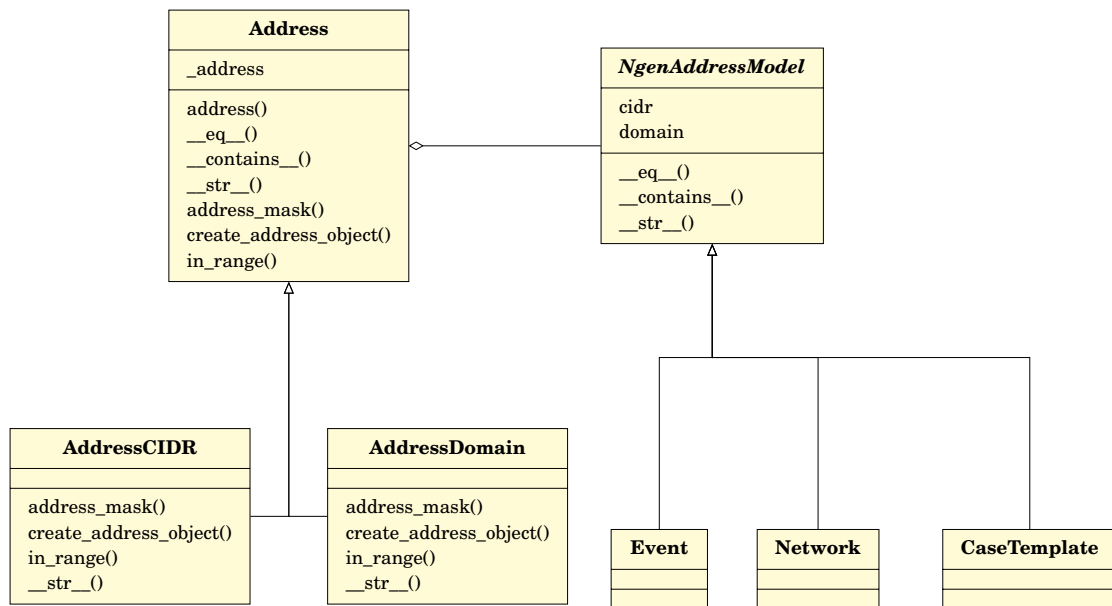 Address
_address
address()
__eq__()
__contains__()
__str__()
address_mask()
create_address_object()
in_range()
NgenAddressModel
cidr
domain
__eq__()
__contains__()
__str__()
AddressCIDR
address_mask()
create_address_object()
in_range()
__str__()
AddressDomain
address_mask()
create_address_object()
in_range()
__str__()
Event
Network
CaseTemplate